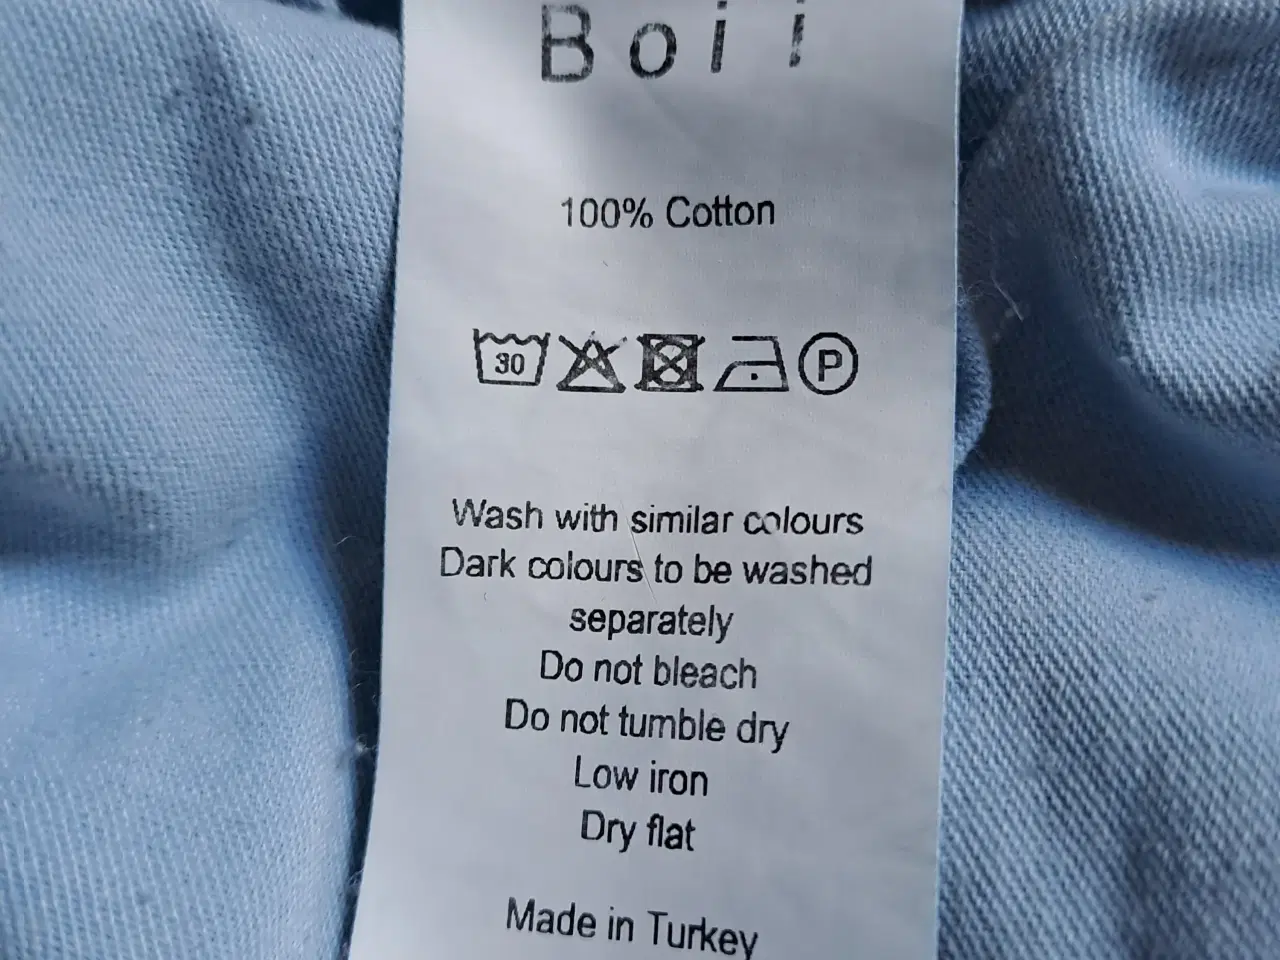 Boii
100% Cotton
30 P
Wash with similar colours
Dark colours to be washed
separately
Do not bleach
Do not tumble dry
Low iron
Dry flat
Made in Turkey